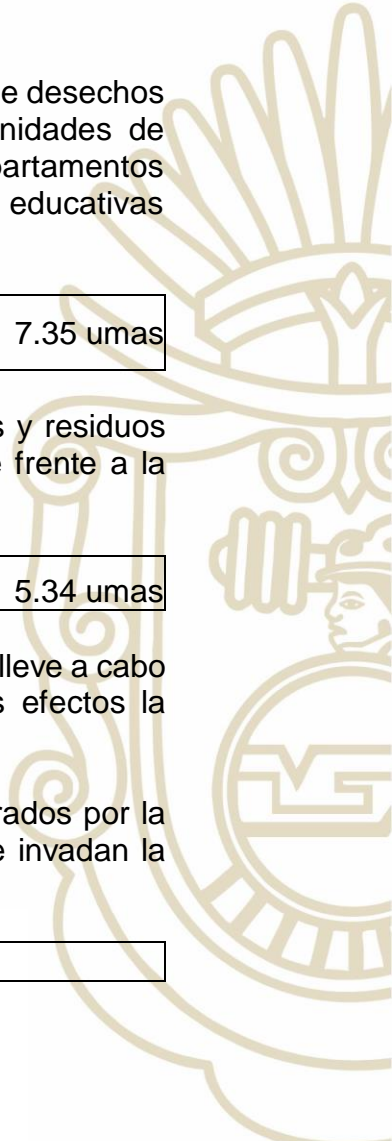 e desechos
nidades de
partamentos
educativas
7.35 umas
s y residuos
e frente a la
5.34 umas
lleve a cabo
s efectos la
rados por la
e invadan la